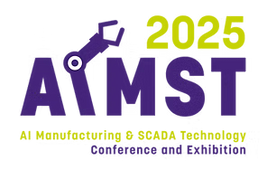 2025
AIMST
AI Manufacturing & SCADA Technology
Conference and Exhibition